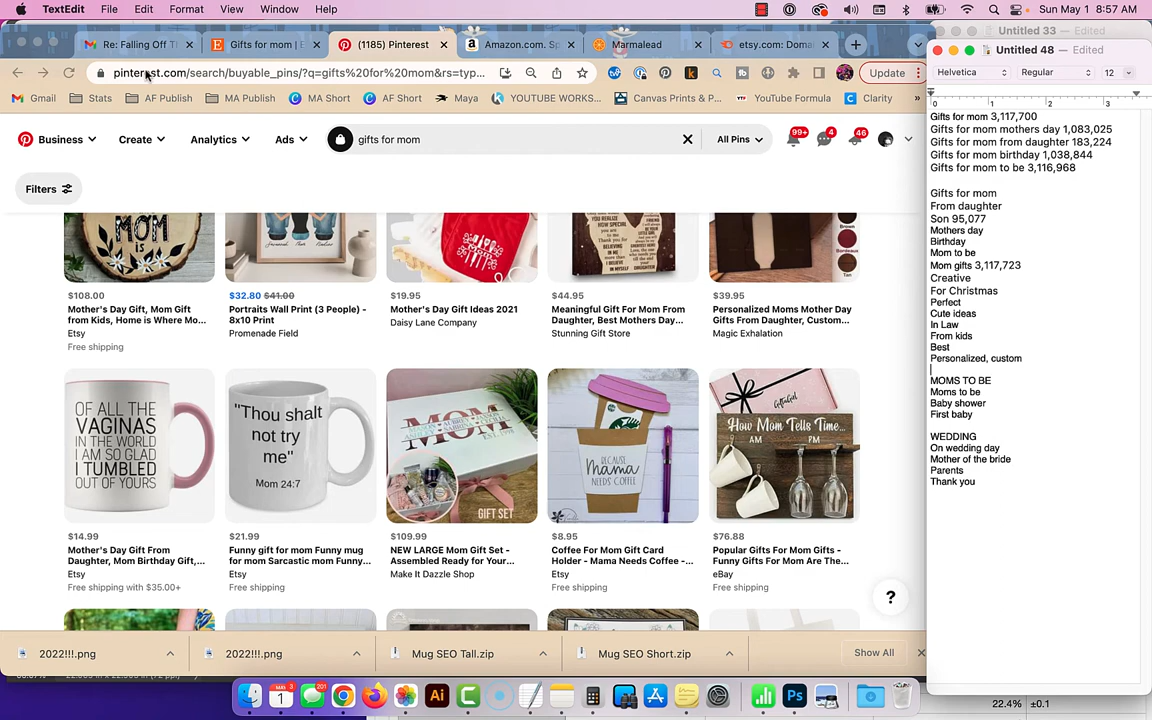 TextEdit File Edit Format View Window Help
Sun May 1 8:57 AM
Re: Falling Off Th
Gifts for mom | E
(1185) Pinterest
Amazon.com. Sp
Marmalead
etsy.com: Doma
Untitled 33 — Edited
Untitled 48 — Edited
pinterest.com/search/buyable_pins/?q=gifts%20for%20mom&rs=typ...
Update
Helvetica Regular 12
Gmail Stats AF Publish MA Publish MA Short AF Short Maya YOUTUBE WORKS... Canvas Prints & P... YouTube Formula Clarity »
0 1 2 3
Business Create Analytics Ads gifts for mom All Pins 99+ 4 46
Filters
Gifts for mom 3,117,700
Gifts for mom mothers day 1,083,025
Gifts for mom from daughter 183,224
Gifts for mom birthday 1,038,844
Gifts for mom to be 3,116,968
Gifts for mom
From daughter
Son 95,077
Mothers day
Birthday
Mom to be
Mom gifts 3,117,723
Creative
For Christmas
Perfect
Cute ideas
In Law
From kids
Best
Personalized, custom
MOMS TO BE
Moms to be
Baby shower
First baby
WEDDING
On wedding day
Mother of the bride
Parents
Thank you
MOM
$108.00
Mother's Day Gift, Mom Gift
from Kids, Home is Where Mo...
Etsy
Free shipping
$32.80 $41.00
Portraits Wall Print (3 People) -
8x10 Print
Promenade Field
$19.95
Mother's Day Gift Ideas 2021
Daisy Lane Company
$44.95
Meaningful Gift For Mom From
Daughter, Best Mothers Day...
Stunning Gift Store
$39.95
Personalized Moms Mother Day
Gifts From Daughter, Custom...
Magic Exhalation
OF ALL THE
VAGINAS
IN THE WORLD
I AM SO GLAD
I TUMBLED
OUT OF YOURS
"Thou shalt
not try
me"
Mom 24:7
MOM
GIFT SET
BECAUSE
Mama
NEEDS COFFEE
How Mom Tells Time...
AM PM
$14.99
Mother's Day Gift From
Daughter, Mom Birthday Gift,...
Etsy
Free shipping with $35.00+
$21.99
Funny gift for mom Funny mug
for mom Sarcastic mom Funny...
Etsy
Free shipping
$109.99
NEW LARGE Mom Gift Set -
Assembled Ready for Your...
Make It Dazzle Shop
$8.95
Coffee For Mom Gift Card
Holder - Mama Needs Coffee -...
Etsy
Free shipping
$76.88
Popular Gifts For Mom Gifts -
Funny Gifts For Mom Are The...
eBay
Free shipping
?
2022!!!.png
2022!!!.png
Mug SEO Tall.zip
Mug SEO Short.zip
Show All
22.4% ±0.1